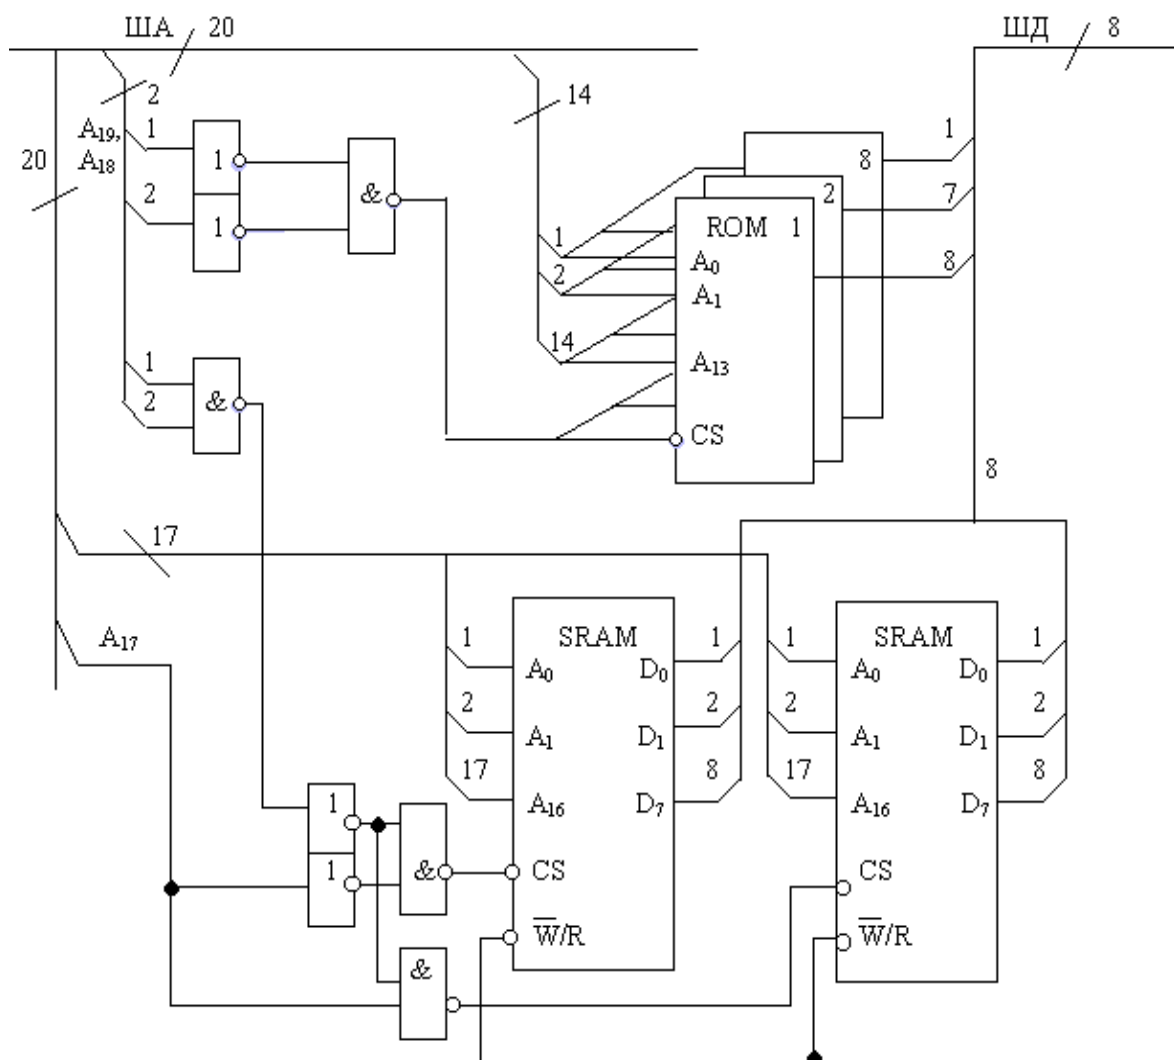 ША 20
ШД 8
2
14
A19,
A18
20
1
2
1
1
&
1
2
14
8
2
ROM 1
A0
A1
A13
CS
1
7
8
1
2
&
8
17
A17
1
2
17
SRAM
A0
A1
A16
D0
D1
D7
CS
W̅/R
1
2
8
1
2
17
SRAM
A0
A1
A16
D0
D1
D7
CS
W̅/R
1
2
8
1
1
&
&